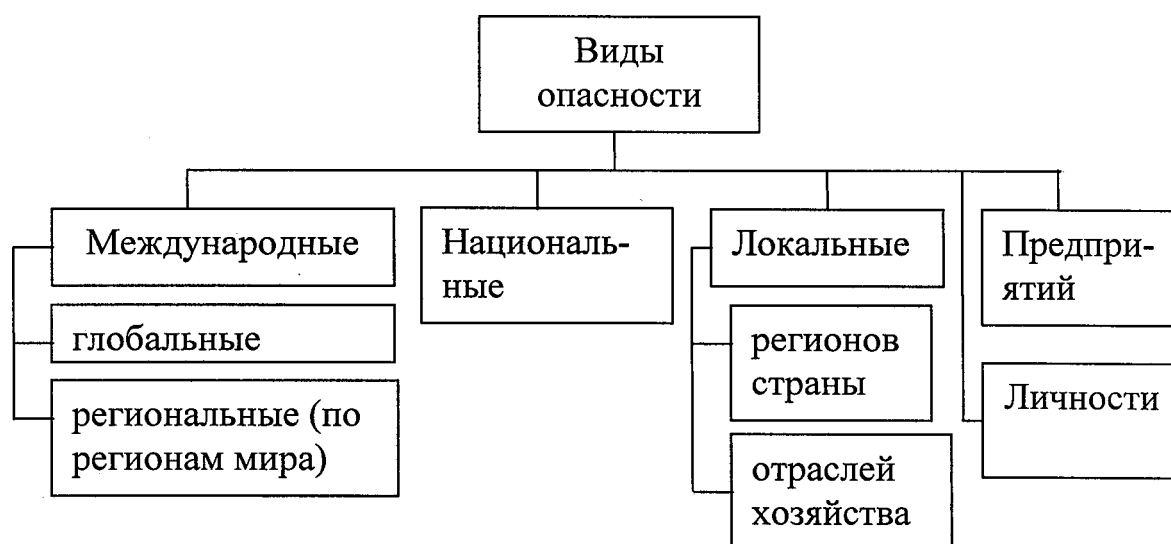 Виды
опасности
Международные
глобальные
региональные (по
регионам мира)
Националь-
ные
Локальные
регионов
страны
отраслей
хозяйства
Предпри-
ятий
Личности